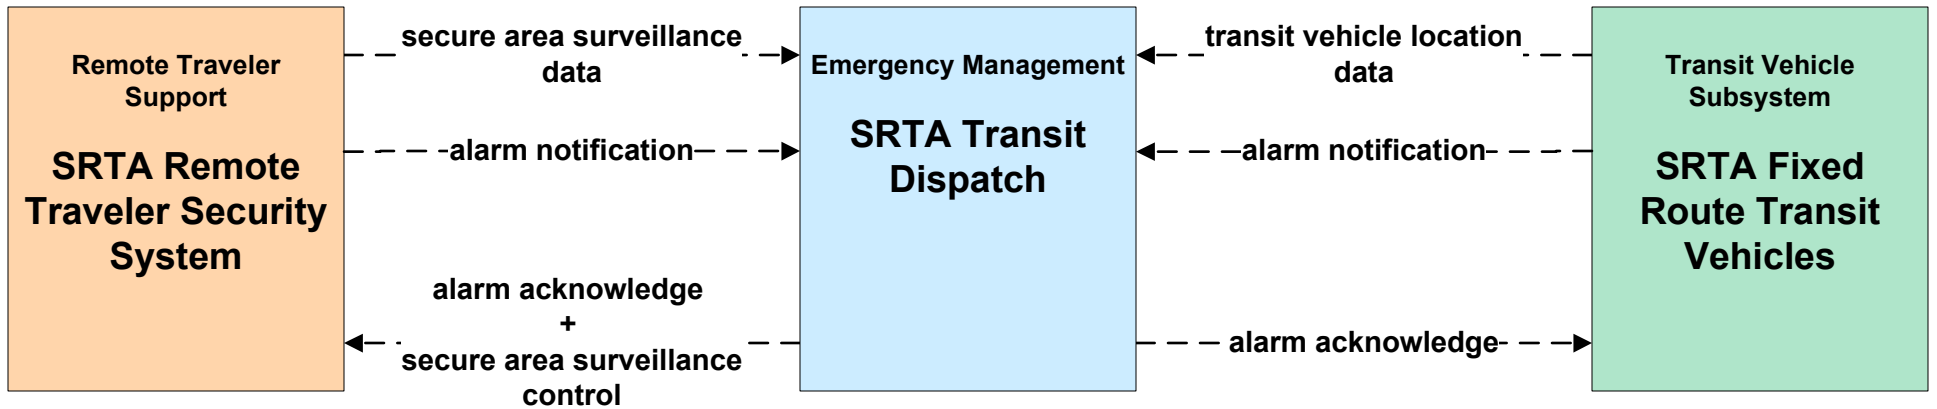 Remote Traveler
Support
SRTA Remote
Traveler Security
System
secure area surveillance
data
alarm notification
alarm acknowledge
+
secure area surveillance
control
Emergency Management
SRTA Transit
Dispatch
transit vehicle location
data
alarm notification
alarm acknowledge
Transit Vehicle
Subsystem
SRTA Fixed
Route Transit
Vehicles